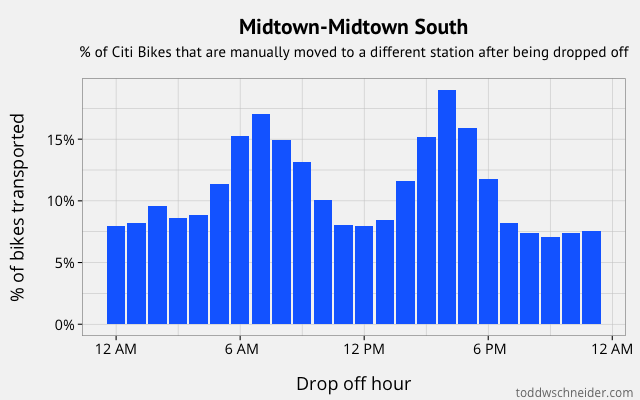 Midtown-Midtown South
% of Citi Bikes that are manually moved to a different station after being dropped off
% of bikes transported
15%
10%
5%
0%
12 AM 6 AM 12 PM 6 PM 12 AM
Drop off hour
toddwschneider.com